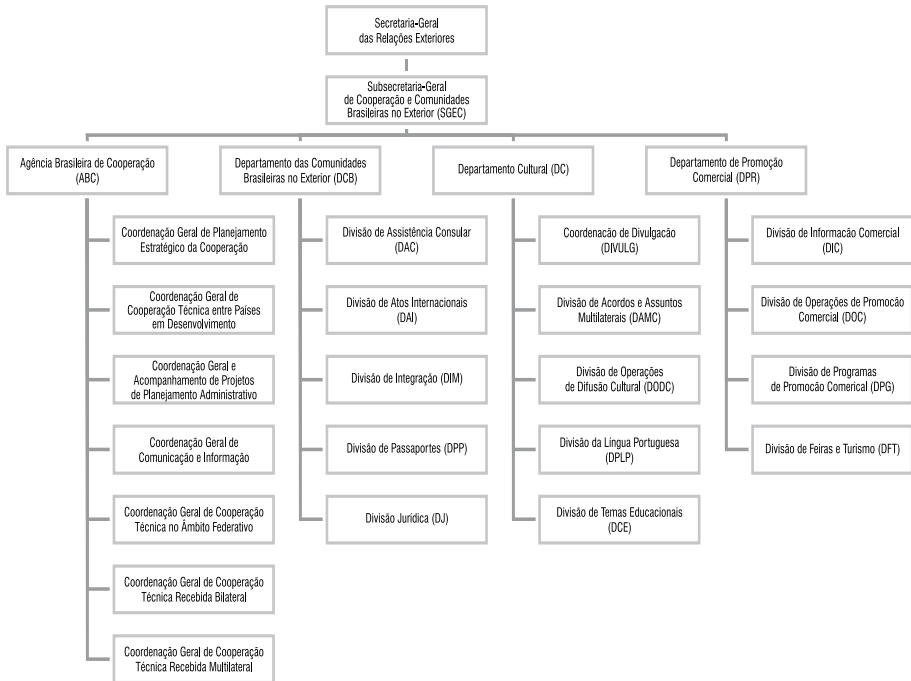 Secretaria-Geral
das Relações Exteriores
Subsecretaria-Geral
de Cooperação e Comunidades
Brasileiras no Exterior (SGEC)
Agência Brasileira de Cooperação
(ABC)
Departamento das Comunidades
Brasileiras no Exterior (DCB)
Departamento Cultural (DC)
Departamento de Promoção
Comercial (DPR)
Coordenação Geral de Planejamento
Estratégico da Cooperação
Coordenação Geral de
Cooperação Técnica entre Países
em Desenvolvimento
Coordenação Geral e
Acompanhamento de Projetos
de Planejamento Administrativo
Coordenação Geral de
Comunicação e Informação
Coordenação Geral de Cooperação
Técnica no Âmbito Federativo
Coordenação Geral de Cooperação
Técnica Recebida Bilateral
Coordenação Geral de Cooperação
Técnica Recebida Multilateral
Divisão de Assistência Consular
(DAC)
Divisão de Atos Internacionais
(DAI)
Divisão de Integração (DIM)
Divisão de Passaportes (DPP)
Divisão Jurídica (DJ)
Coordenação de Divulgação
(DIVULG)
Divisão de Acordos e Assuntos
Multilaterais (DAMC)
Divisão de Operações
de Difusão Cultural (DODC)
Divisão da Língua Portuguesa
(DPLP)
Divisão de Temas Educacionais
(DCE)
Divisão de Informacão Comercial
(DIC)
Divisão de Operações de Promocão
Comercial (DOC)
Divisão de Programas
de Promocão Comerical (DPG)
Divisão de Feiras e Turismo (DFT)